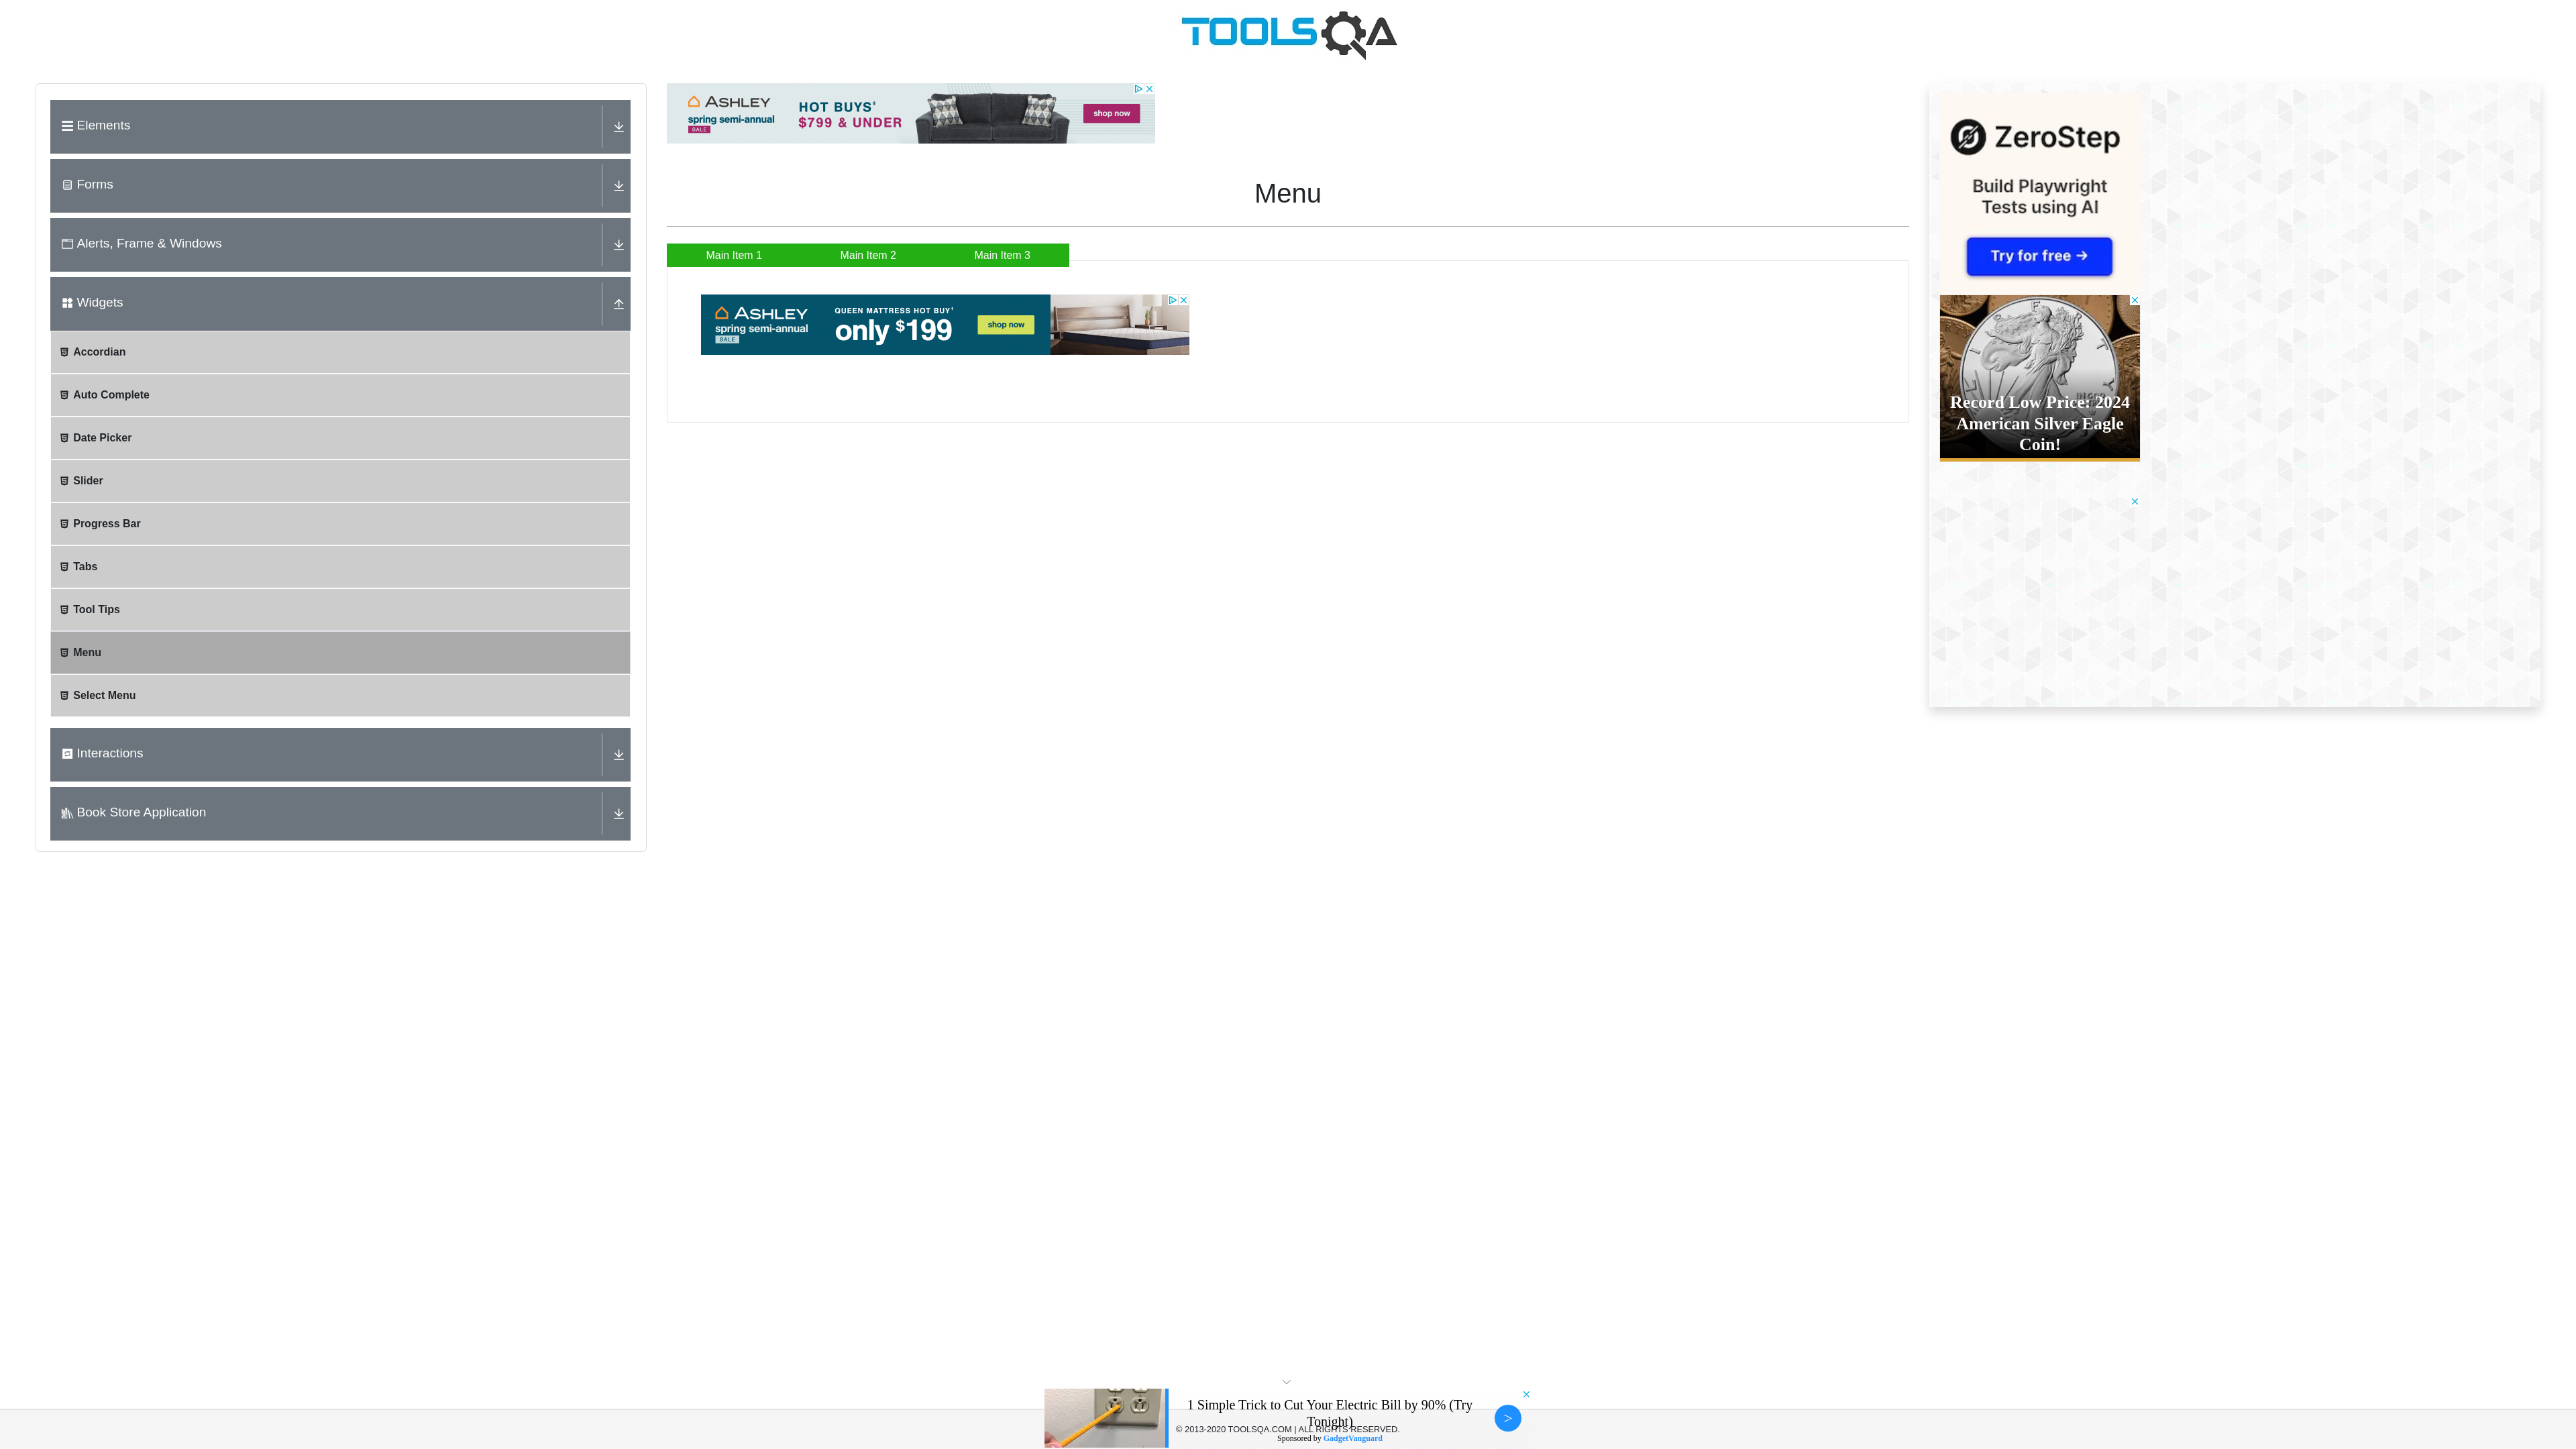 TOOLSQA
Elements
Forms
Alerts, Frame & Windows
Widgets
Accordian
Auto Complete
Date Picker
Slider
Progress Bar
Tabs
Tool Tips
Menu
Select Menu
Interactions
Book Store Application
ASHLEY
spring semi-annual
SALE
HOT BUYS*
$799 & UNDER
shop now
Menu
Main Item 1
Main Item 2
Main Item 3
ASHLEY
spring semi-annual
SALE
QUEEN MATTRESS HOT BUY†
only $199
shop now
ZeroStep
Build Playwright
Tests using AI
Try for free →
Record Low Price: 2024
American Silver Eagle
Coin!
1 Simple Trick to Cut Your Electric Bill by 90% (Try
Tonight)
© 2013-2020 TOOLSQA.COM | ALL RIGHTS RESERVED.
Sponsored by GadgetVanguard